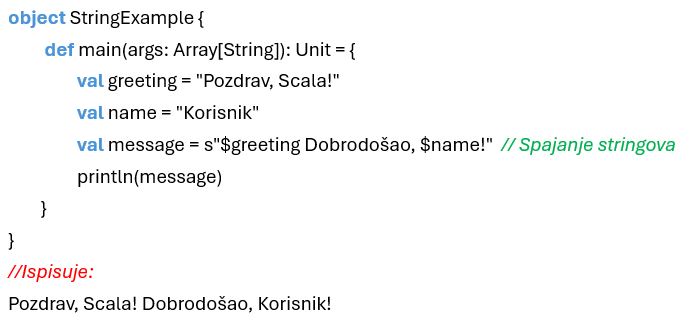 object StringExample {
def main(args: Array[String]): Unit = {
val greeting = "Pozdrav, Scala!"
val name = "Korisnik"
val message = s"$greeting Dobrodošao, $name!" // Spajanje stringova
println(message)
}
}
//Ispisuje:
Pozdrav, Scala! Dobrodošao, Korisnik!